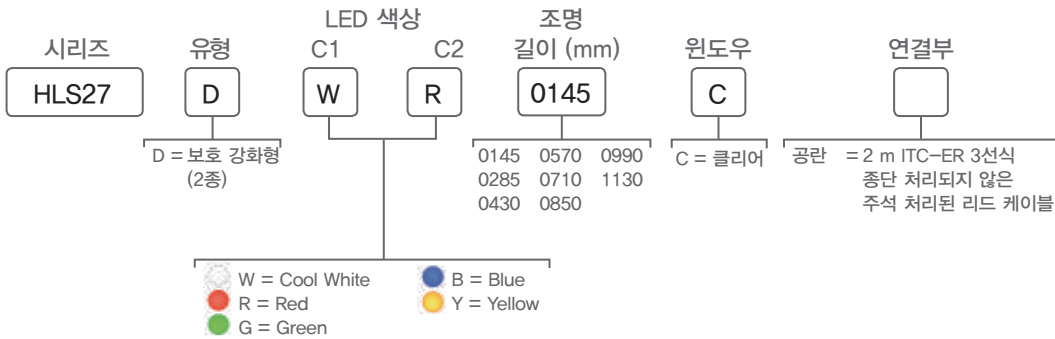 LED 색상
조명
시리즈 유형 C1 C2 길이 (mm) 윈도우 연결부
HLS27 D W R 0145 C
D = 보호 강화형
(2종)
0145 0570 0990
0285 0710 1130
0430 0850
C = 클리어
공란 = 2 m ITC-ER 3선식
종단 처리되지 않은
주석 처리된 리드 케이블
W = Cool White
R = Red
G = Green
B = Blue
Y = Yellow